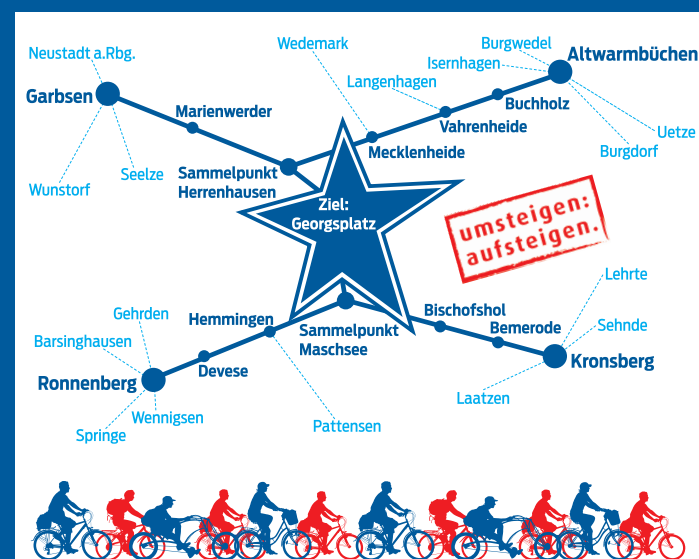 Neustadt a.Rbg.
Garbsen
Marienwerder
Sammelpunkt
Herrenhausen
Seelze
Wunstorf
Wedemark
Langenhagen
Isernhagen
Burgwedel
Altwarmbüchen
Buchholz
Vahrenheide
Mecklenheide
Uetze
Burgdorf
Ziel:
Georgsplatz
umsteigen:
aufsteigen.
Lehrte
Sehnde
Kronsberg
Laatzen
Bemerode
Bischofshol
Sammelpunkt
Maschsee
Hemmingen
Devese
Pattensen
Gehrden
Barsinghausen
Ronnenberg
Wennigsen
Springe